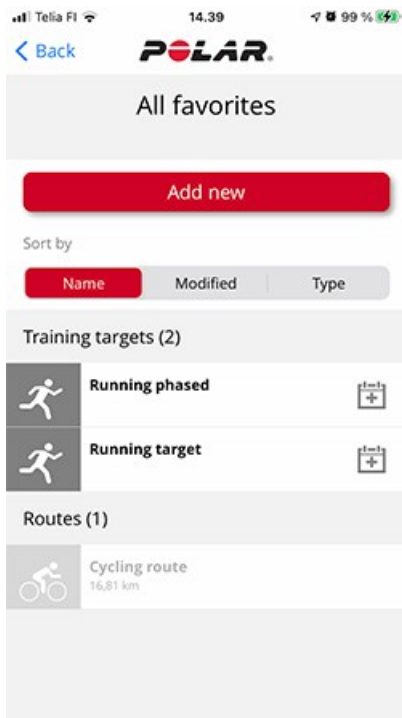 Telia FI 14.39 99 %
Back POLAR.
All favorites
Add new
Sort by
Name Modified Type
Training targets (2)
Running phased
Running target
Routes (1)
Cycling route
16,81 km